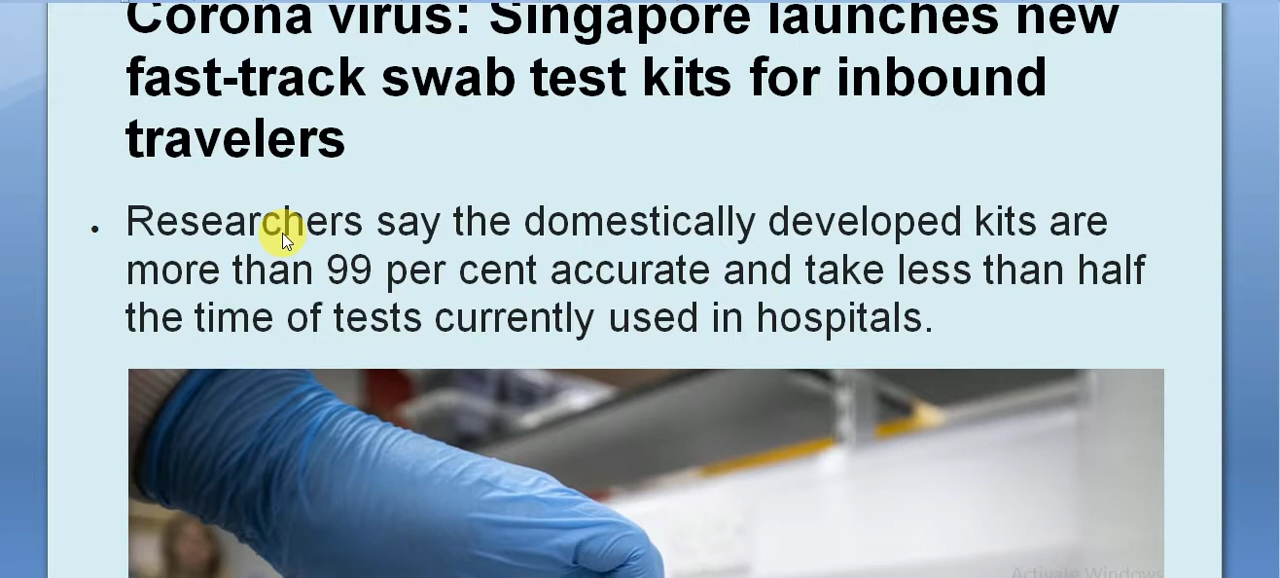 Corona virus: Singapore launches new
fast-track swab test kits for inbound
travelers
• Researchers say the domestically developed kits are
more than 99 per cent accurate and take less than half
the time of tests currently used in hospitals.
Activate Windows